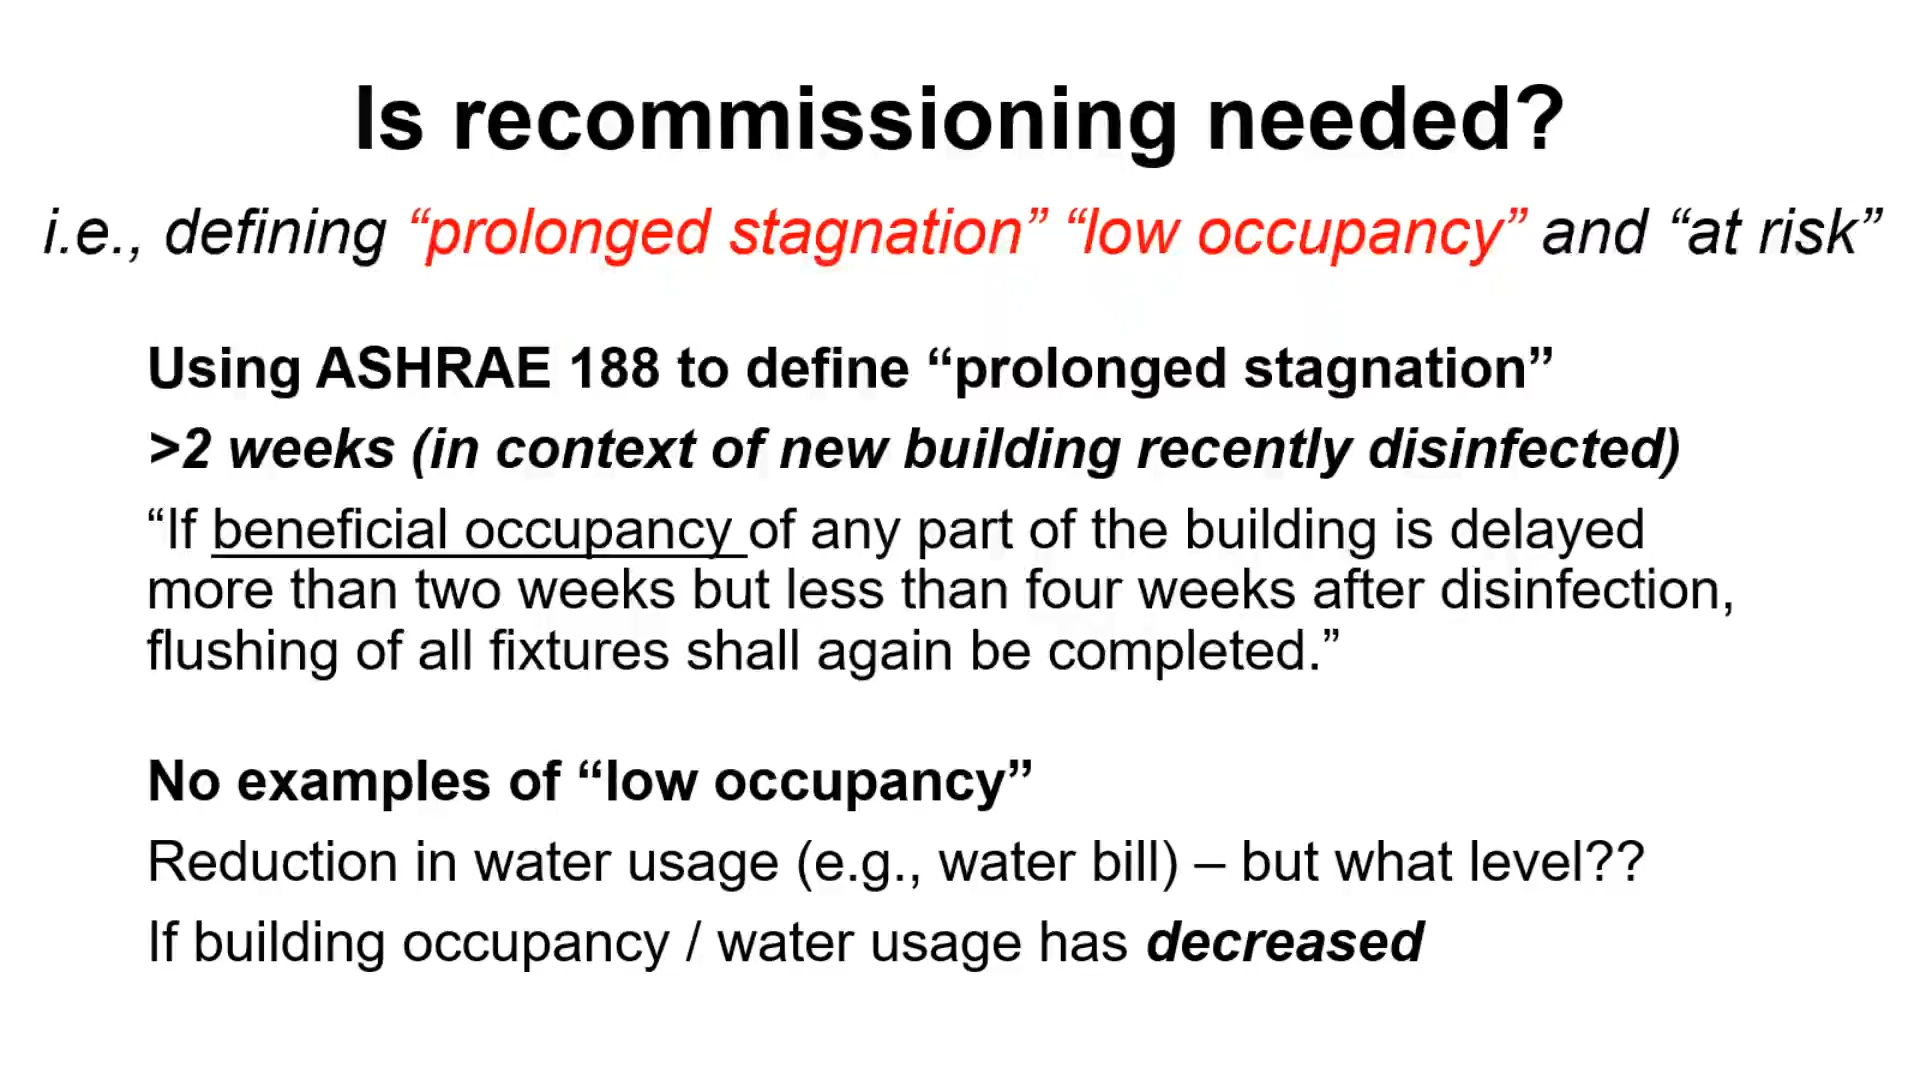 Is recommissioning needed?
i.e., defining “prolonged stagnation” “low occupancy” and “at risk”
Using ASHRAE 188 to define “prolonged stagnation”
>2 weeks (in context of new building recently disinfected)
“If beneficial occupancy of any part of the building is delayed
more than two weeks but less than four weeks after disinfection,
flushing of all fixtures shall again be completed.”
No examples of “low occupancy”
Reduction in water usage (e.g., water bill) – but what level??
If building occupancy / water usage has decreased